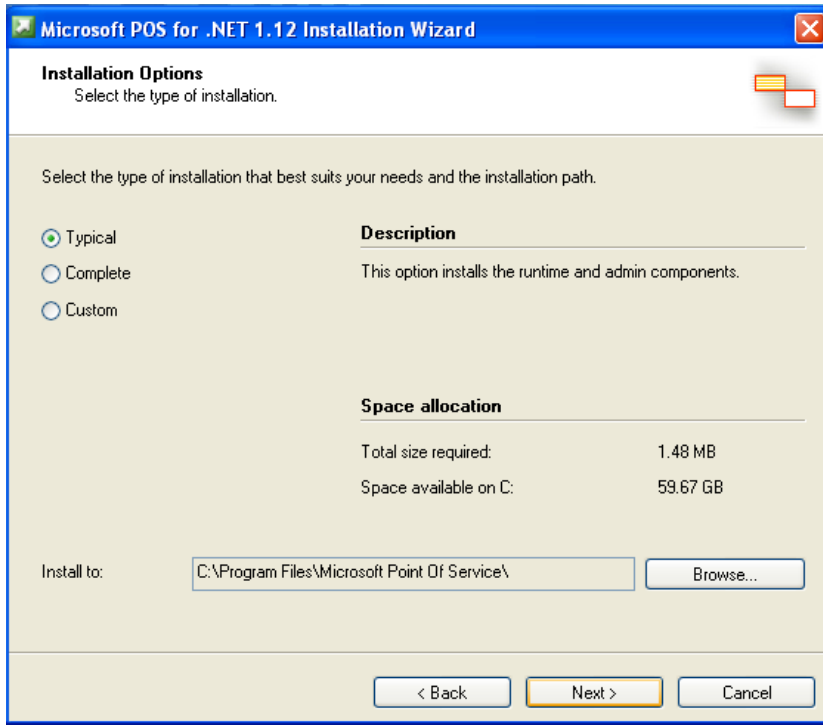 Microsoft POS for .NET 1.12 Installation Wizard
Installation Options
Select the type of installation.
Select the type of installation that best suits your needs and the installation path.
Typical
Complete
Custom
Description
This option installs the runtime and admin components.
Space allocation
Total size required: 1.48 MB
Space available on C: 59.67 GB
Install to: C:\Program Files\Microsoft Point Of Service\ Browse...
< Back Next > Cancel